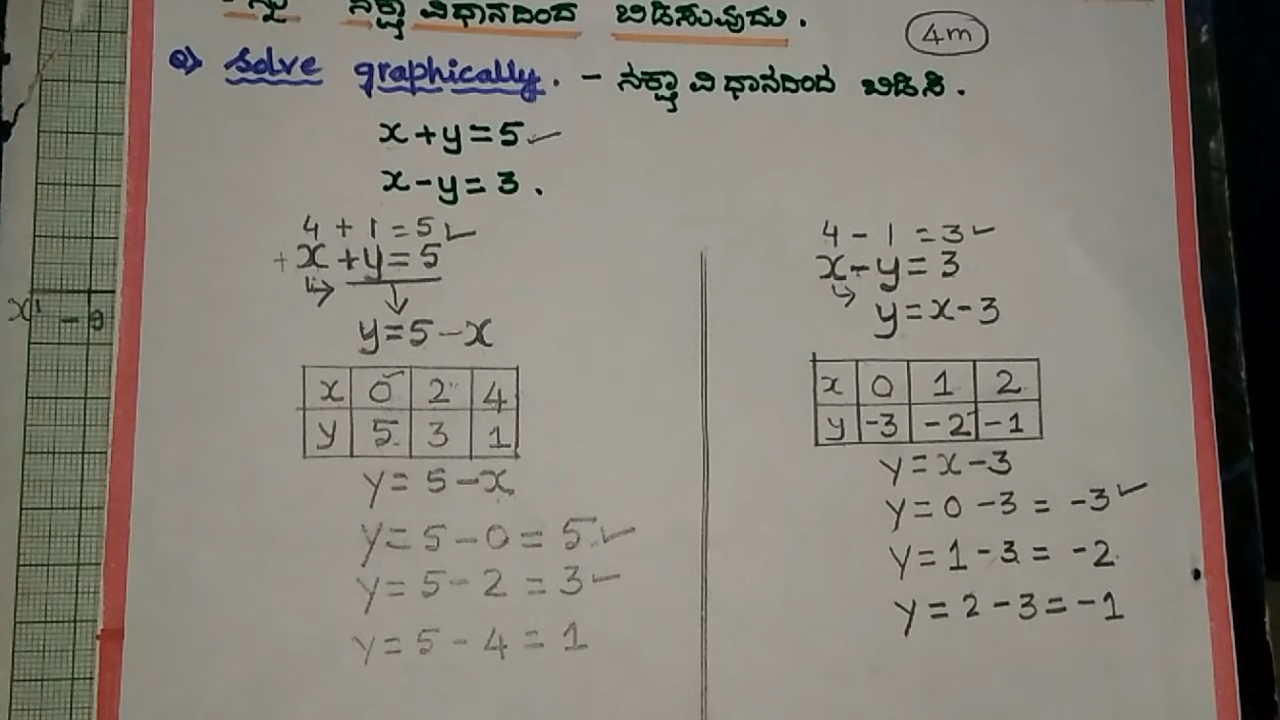 ನಕ್ಷಾ ವಿಧಾನದಿಂದ ಬಿಡಿಸುವುದು.
4m
Solve graphically. - ನಕ್ಷಾ ವಿಧಾನದಿಂದ ಬಿಡಿಸಿ.
x+y=5
x-y=3.
4 + 1 = 5
+x+y=5
y=5-x
x 0 2 4
y 5 3 1
y = 5-x
y = 5-0 = 5
y = 5-2 = 3
y = 5-4 = 1
4 - 1 = 3
x-y=3
y=x-3
x 0 1 2
y -3 -2 -1
y = x-3
y = 0-3 = -3
y = 1-3 = -2
y = 2-3 = -1